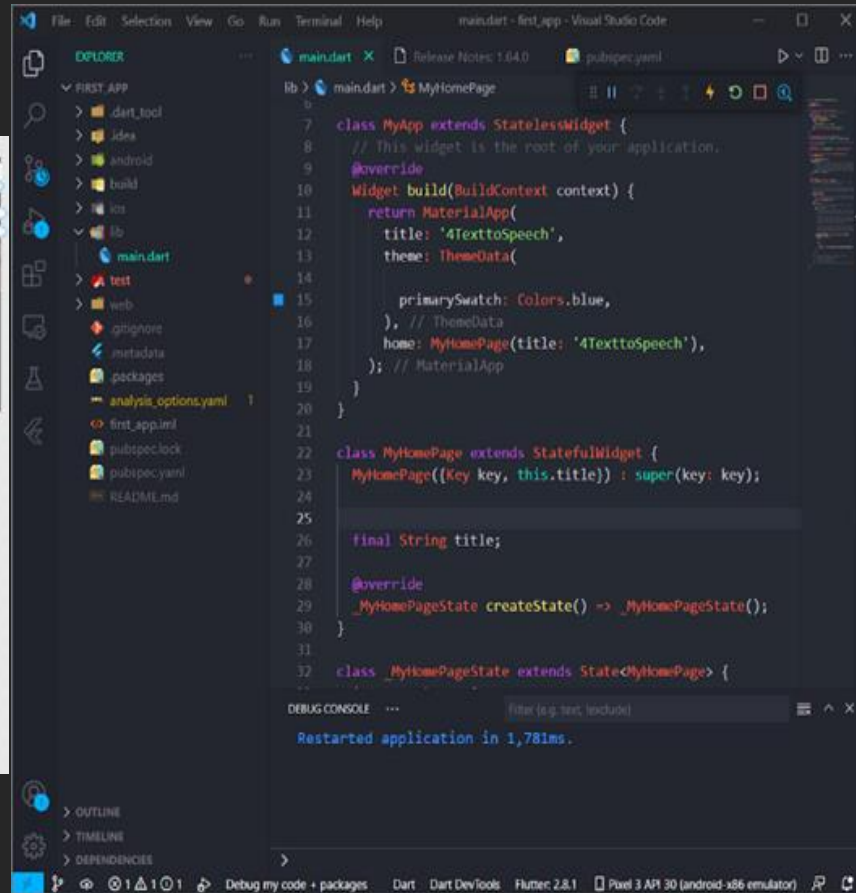 File Edit Selection View Go Run Terminal Help main.dart - first_app - Visual Studio Code
EXPLORER
FIRST_APP
.dart_tool
.idea
android
build
ios
lib
main.dart
test
web
.gitignore
.metadata
.packages
analysis_options.yaml 1
first_app.iml
pubspec.lock
pubspec.yaml
README.md
OUTLINE
TIMELINE
DEPENDENCIES
main.dart Release Notes: 1.64.0 pubspec.yaml
lib > main.dart > MyHomePage
6
7 class MyApp extends StatelessWidget {
8 // This widget is the root of your application.
9 @override
10 Widget build(BuildContext context) {
11 return MaterialApp(
12 title: '4TexttoSpeech',
13 theme: ThemeData(
14
15 primarySwatch: Colors.blue,
16 ), // ThemeData
17 home: MyHomePage(title: '4TexttoSpeech'),
18 ); // MaterialApp
19 }
20 }
21
22 class MyHomePage extends StatefulWidget {
23 MyHomePage({Key key, this.title}) : super(key: key);
24
25
26 final String title;
27
28 @override
29 _MyHomePageState createState() => _MyHomePageState();
30 }
31
32 class _MyHomePageState extends State<MyHomePage> {
DEBUG CONSOLE Filter (e.g. text, !exclude)
Restarted application in 1,781ms.
1 1 1 Debug my code + packages Dart Dart DevTools Flutter: 2.8.1 Pixel 3 API 30 (android-x86 emulator)